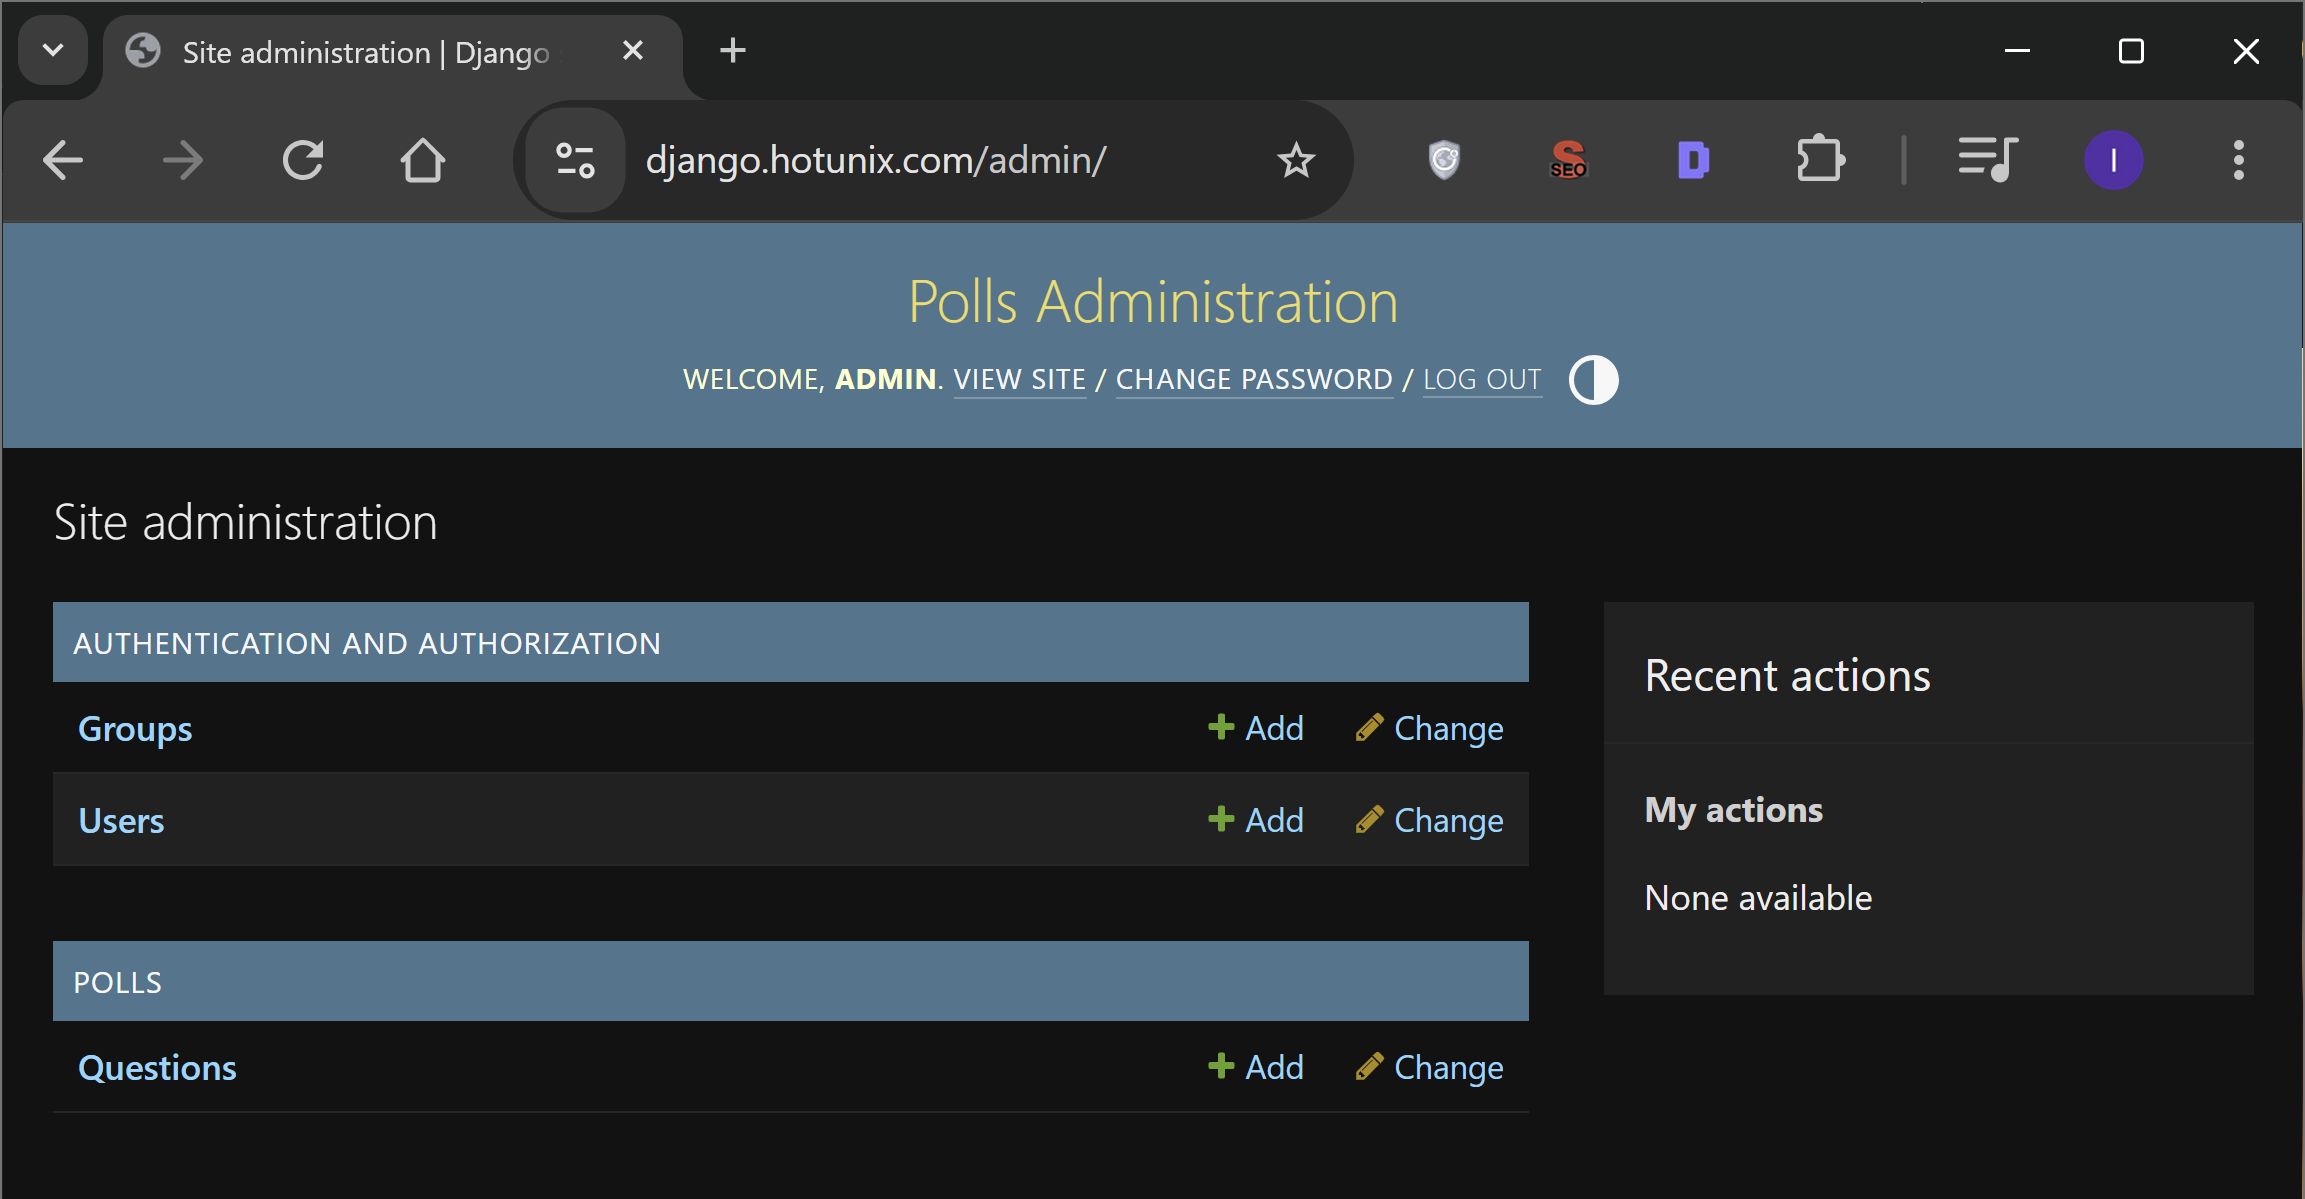 Site administration | Django
django.hotunix.com/admin/
SEO
D
I
Polls Administration
WELCOME, ADMIN. VIEW SITE / CHANGE PASSWORD / LOG OUT
Site administration
AUTHENTICATION AND AUTHORIZATION
Groups Add Change
Users Add Change
POLLS
Questions Add Change
Recent actions
My actions
None available